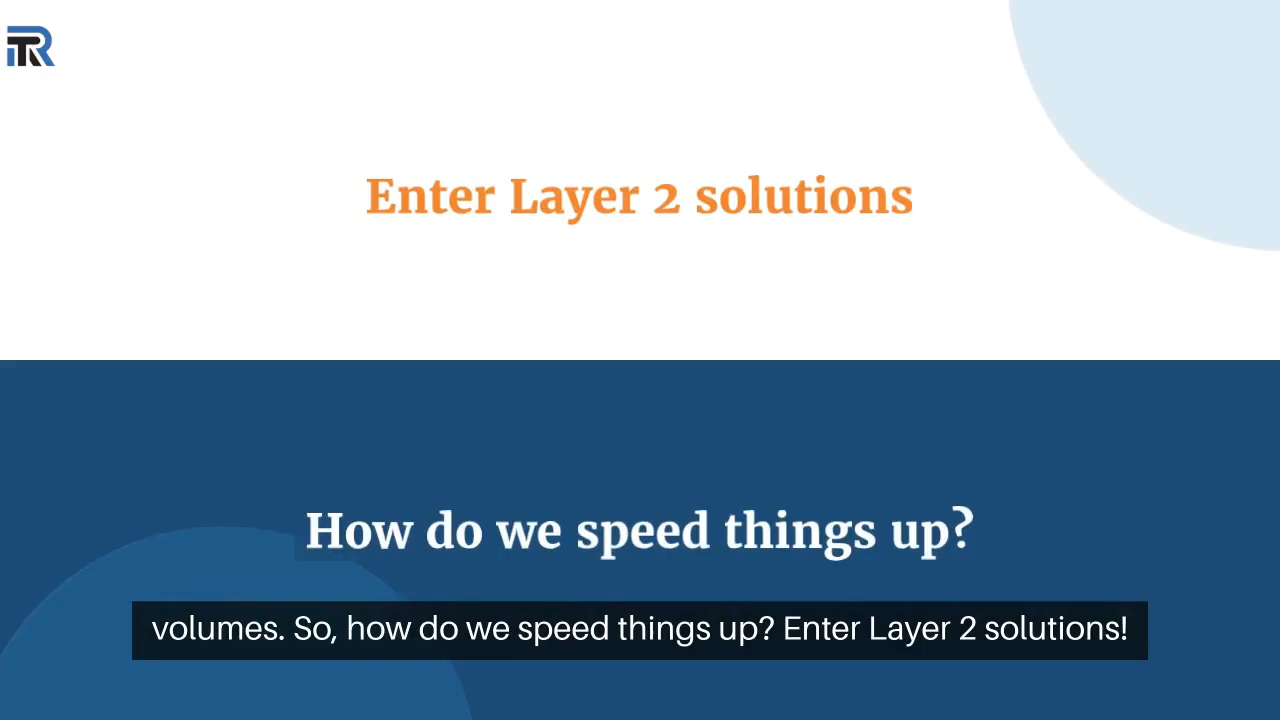 Enter Layer 2 solutions
How do we speed things up?
volumes. So, how do we speed things up? Enter Layer 2 solutions!